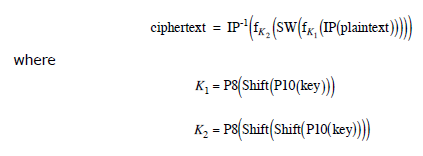 ciphertext = IP⁻¹(f_K₂(SW(f_K₁(IP(plaintext)))))
where
K₁ = P8(Shift(P10(key)))
K₂ = P8(Shift(Shift(P10(key))))